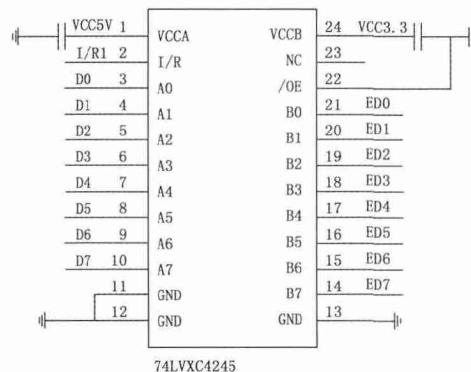 VCC5V 1 VCCA VCCB 24 VCC3.3
I/R1 2 I/R NC 23
D0 3 A0 /OE 22
D1 4 A1 B0 21 ED0
D2 5 A2 B1 20 ED1
D3 6 A3 B2 19 ED2
D4 7 A4 B3 18 ED3
D5 8 A5 B4 17 ED4
D6 9 A6 B5 16 ED5
D7 10 A7 B6 15 ED6
11 GND B7 14 ED7
12 GND GND 13
74LVXC4245